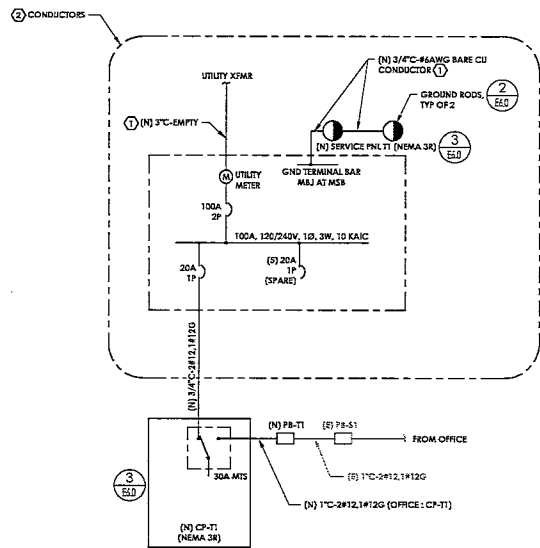 2 CONDUCTORS
(N) 3/4"C-#6AWG BARE CU
CONDUCTOR 1
UTILITY XFMR
GROUND RODS,
TYP OF 2
2
E6.0
1 (N) 3"C-EMPTY
(N) SERVICE PNL T1 (NEMA 3R)
3
E6.0
GND TERMINAL BAR
MBJ AT MSB
M UTILITY
METER
100A
2P
100A, 120/240V, 1Ø, 3W, 10 KAIC
20A
1P
(5) 20A
1P
(SPARE)
(N) 3/4"C-2#12,1#12G
(N) PB-T1
(E) PB-S1
FROM OFFICE
(E) 1"C-2#12,1#12G
30A MTS
3
E6.0
(N) 1"C-2#12,1#12G (OFFICE : CP-T1)
(N) CP-T1
(NEMA 3R)